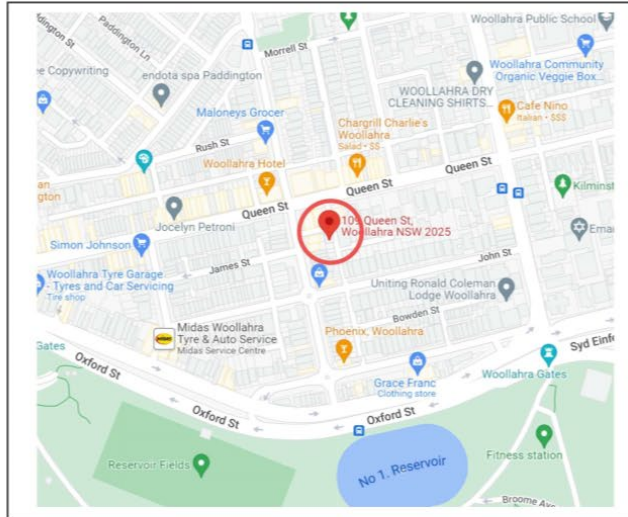 Paddington St
Paddington Ln
Morrell St
Woollahra Public School
Copywriting
endota spa Paddington
Woollahra Community
Organic Veggie Box...
WOOLLAHRA DRY
CLEANING SHIRTS...
Maloneys Grocer
Cafe Nino
Italian • $$$
Chargrill Charlie's
Woollahra
Salad • $$
Rush St
Woollahra Hotel
Queen St
Queen St
Queen St
Kilminst
Jocelyn Petroni
109 Queen St,
Woollahra NSW 2025
Simon Johnson
James St
John St
Woollahra Tyre Garage
- Tyres and Car Servicing
Tire shop
Uniting Ronald Coleman
Lodge Woollahra
Bowden St
Midas Woollahra
Tyre & Auto Service
Midas Service Centre
Phoenix, Woollahra
Gates
Oxford St
Syd Einfe
Grace Franc
Clothing store
Woollahra Gates
Oxford St
Oxford St
Reservoir Fields
No 1. Reservoir
Fitness station
Broome Ave